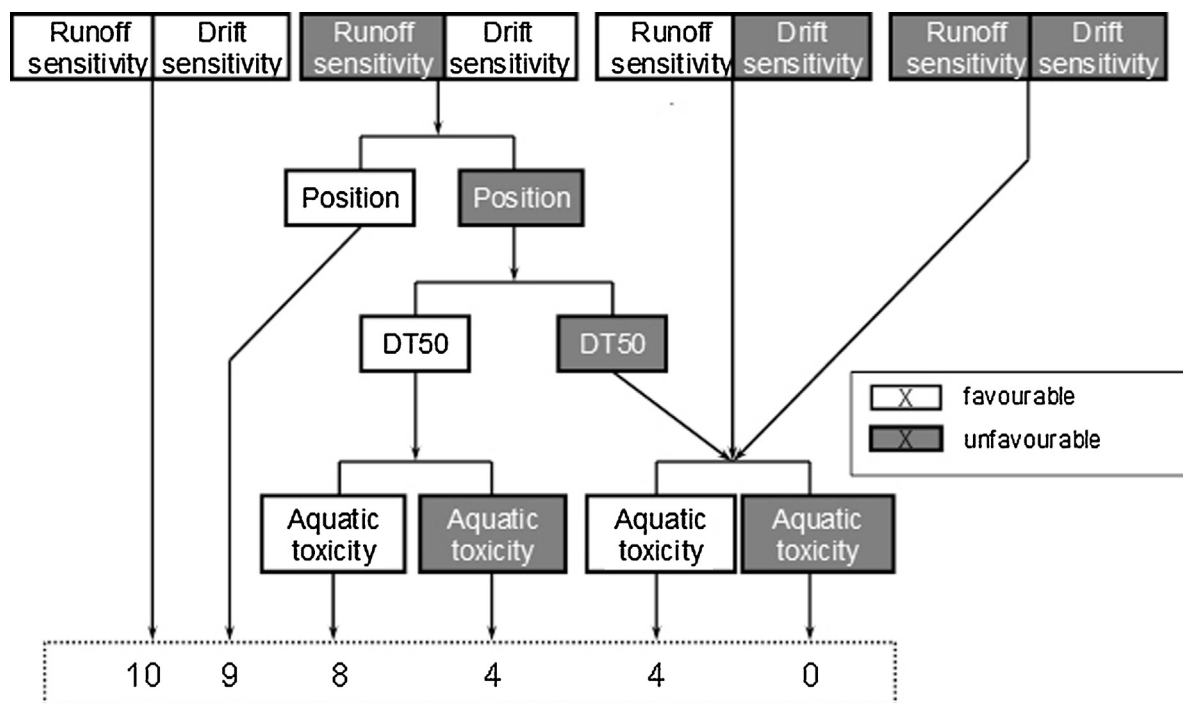 Runoff sensitivity
Drift sensitivity
Runoff sensitivity
Drift sensitivity
Runoff sensitivity
Drift sensitivity
Runoff sensitivity
Drift sensitivity
Position
Position
DT50
DT50
X favourable
X unfavourable
Aquatic
toxicity
Aquatic
toxicity
Aquatic
toxicity
Aquatic
toxicity
10 9 8 4 4 0